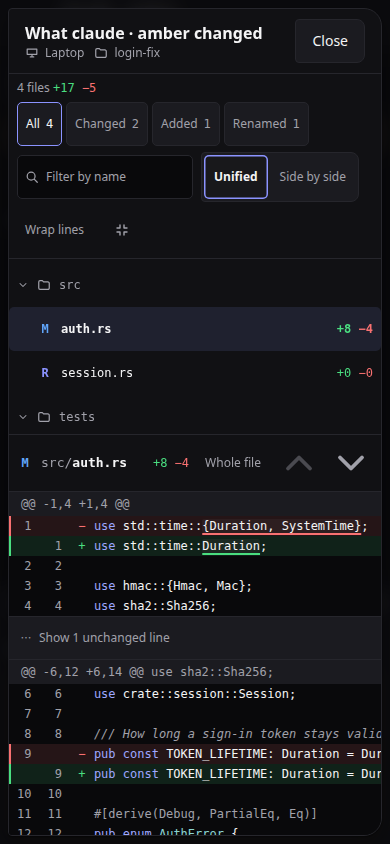 What claude · amber changed
Laptop login-fix
Close
4 files +17 −5
All 4 Changed 2 Added 1 Renamed 1
Filter by name Unified Side by side
Wrap lines
src
M auth.rs +8 −4
R session.rs +0 −0
tests
M src/auth.rs +8 −4 Whole file
@@ -1,4 +1,4 @@
1 − use std::time::{Duration, SystemTime};
1 + use std::time::Duration;
2 2
3 3 use hmac::{Hmac, Mac};
4 4 use sha2::Sha256;
··· Show 1 unchanged line
@@ -6,12 +6,14 @@ use sha2::Sha256;
6 6 use crate::session::Session;
7 7
8 8 /// How long a sign-in token stays valid
9 − pub const TOKEN_LIFETIME: Duration = Dur
9 + pub const TOKEN_LIFETIME: Duration = Dur
10 10
11 11 #[derive(Debug, PartialEq, Eq)]
12 12 pub enum AuthError {